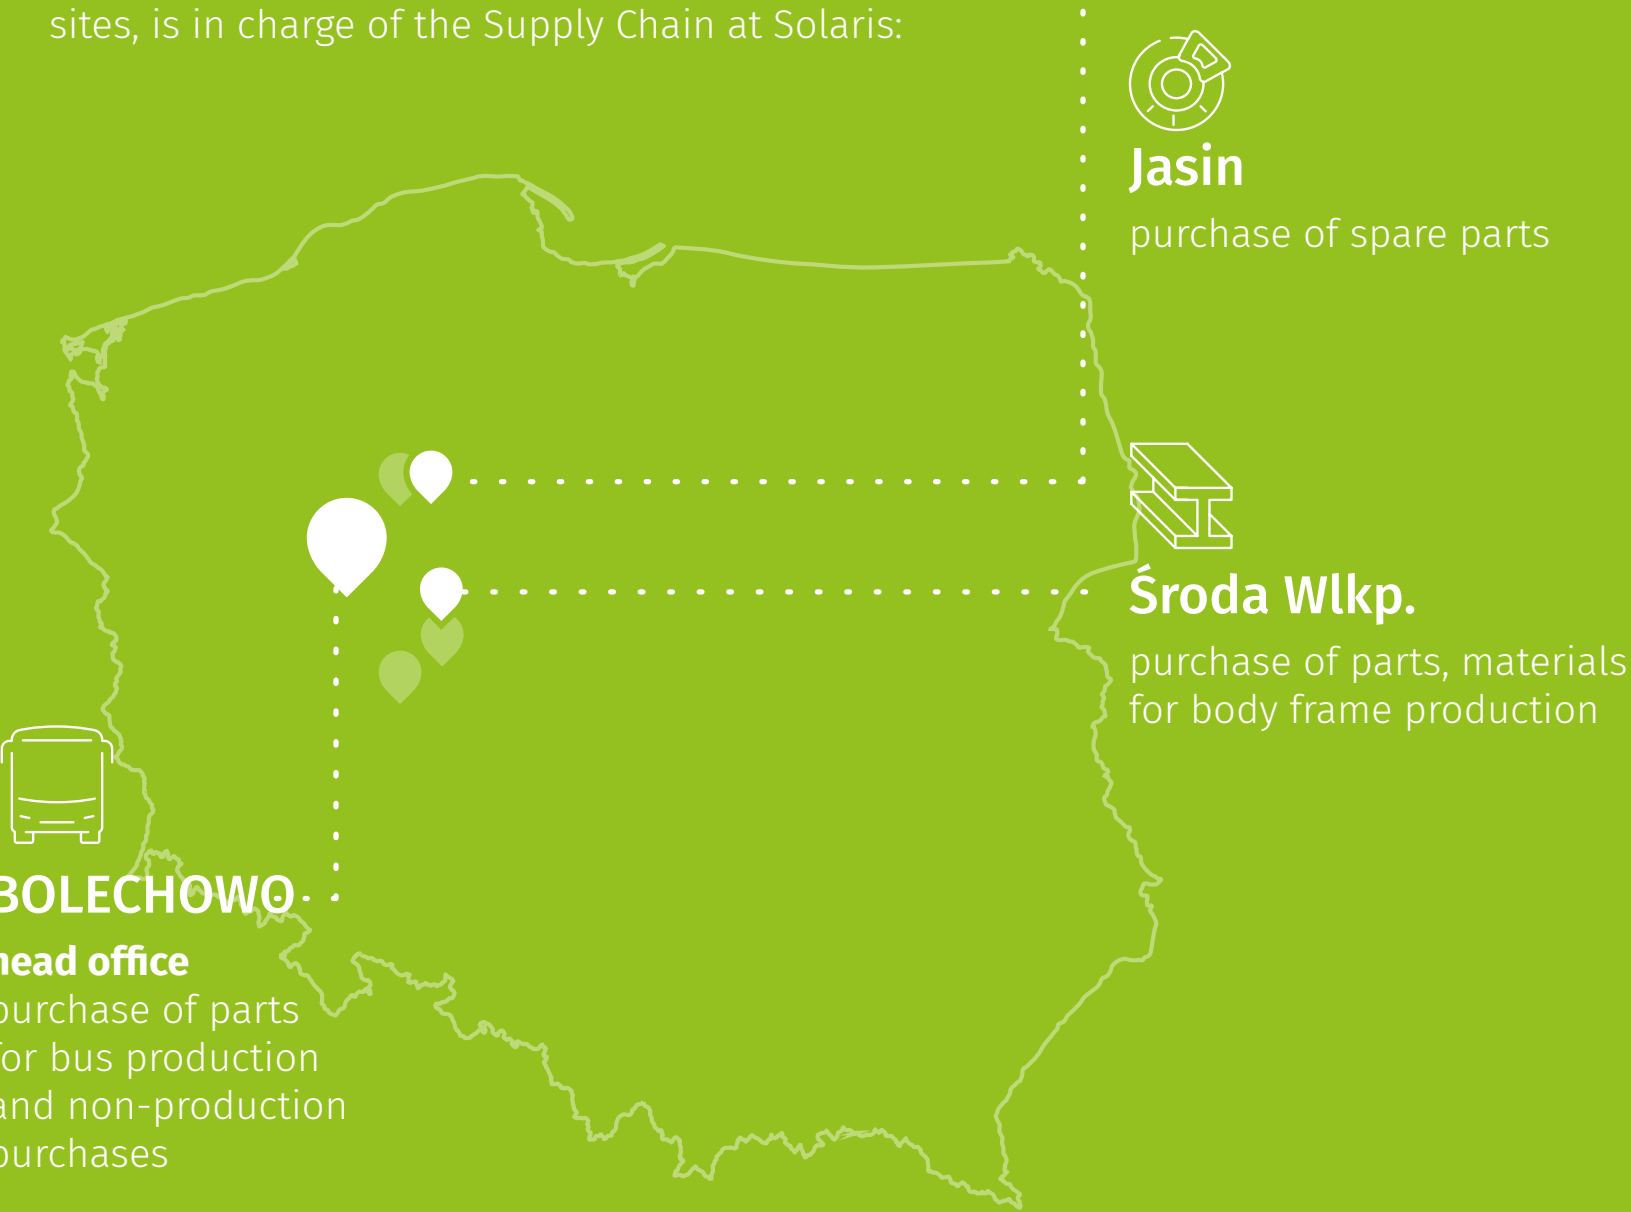 sites, is in charge of the Supply Chain at Solaris:
Jasin
purchase of spare parts
Środa Wlkp.
purchase of parts, materials
for body frame production
BOLECHOWO
head office
purchase of parts
for bus production
and non-production
purchases